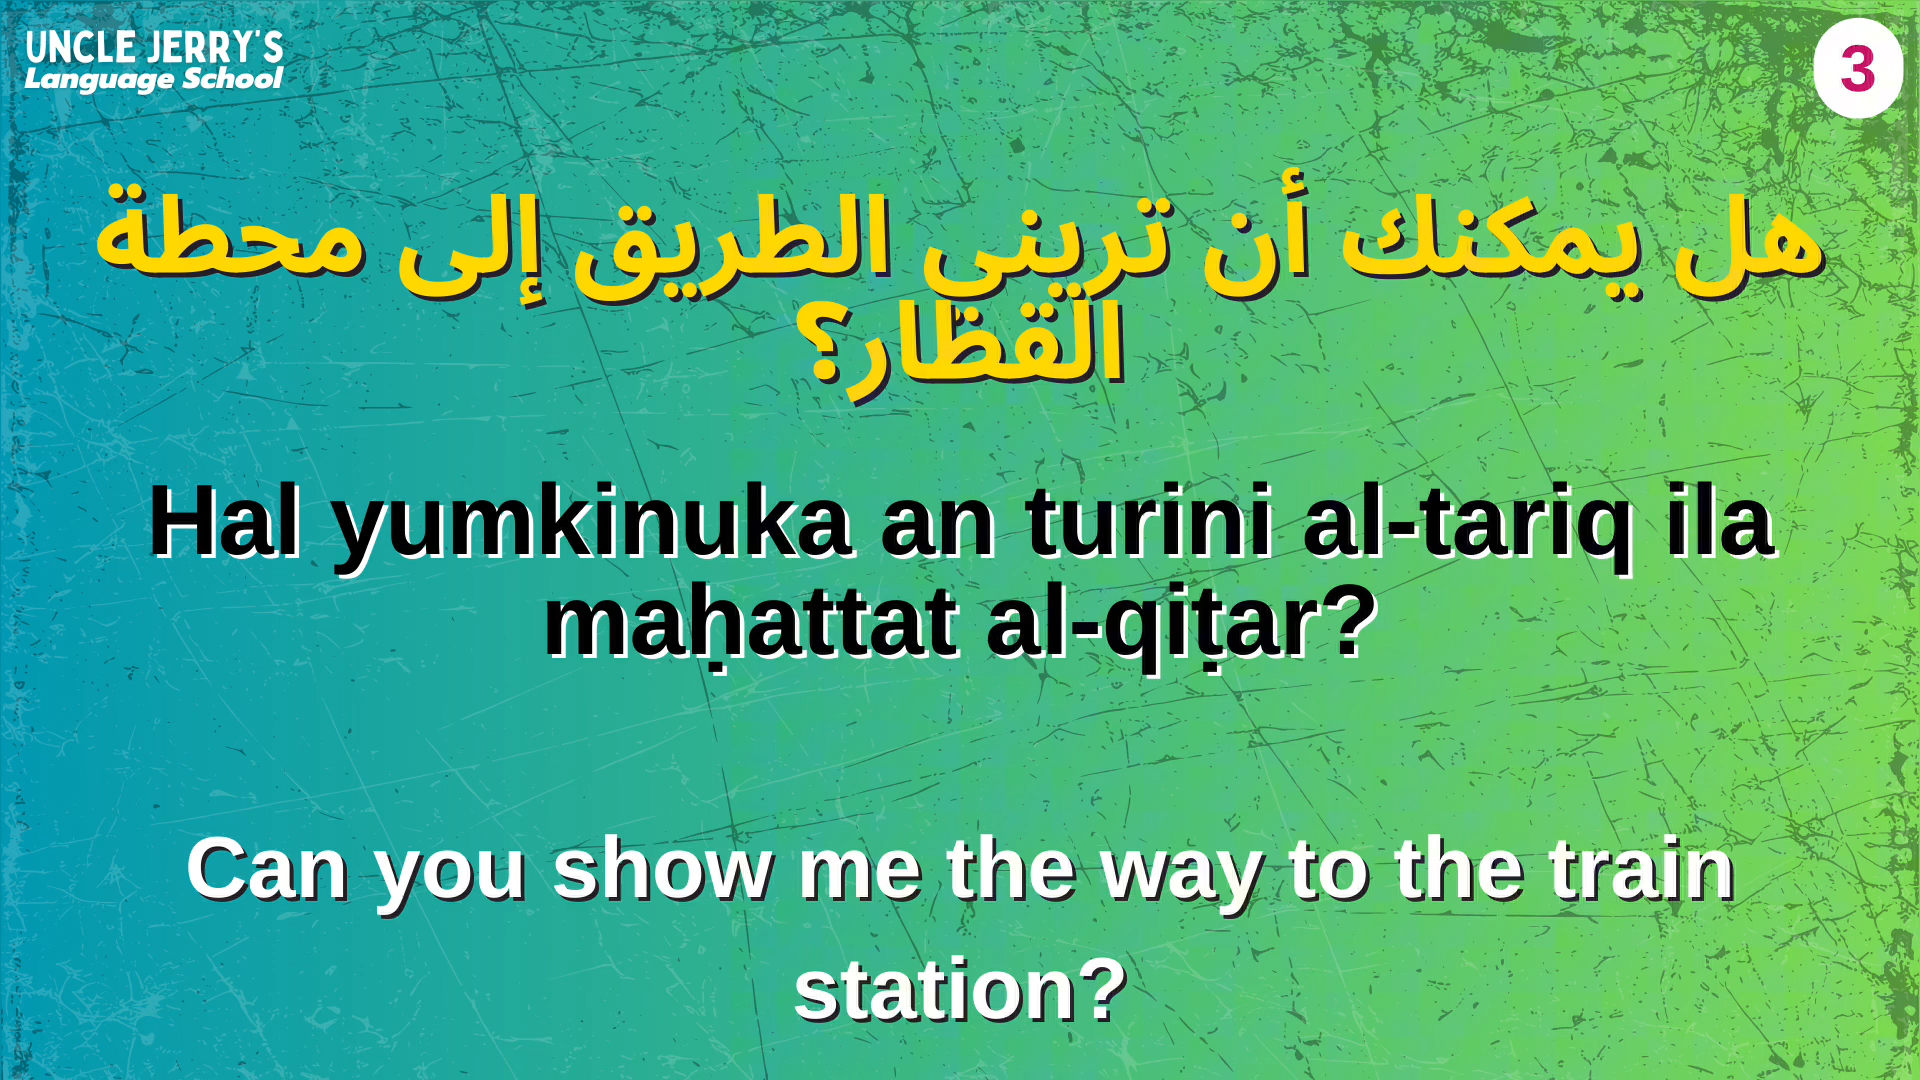 UNCLE JERRY'S
Language School
3
هل يمكنك أن تريني الطريق إلى محطة
القطار؟
Hal yumkinuka an turini al-tariq ila
maḥattat al-qiṭar?
Can you show me the way to the train
station?